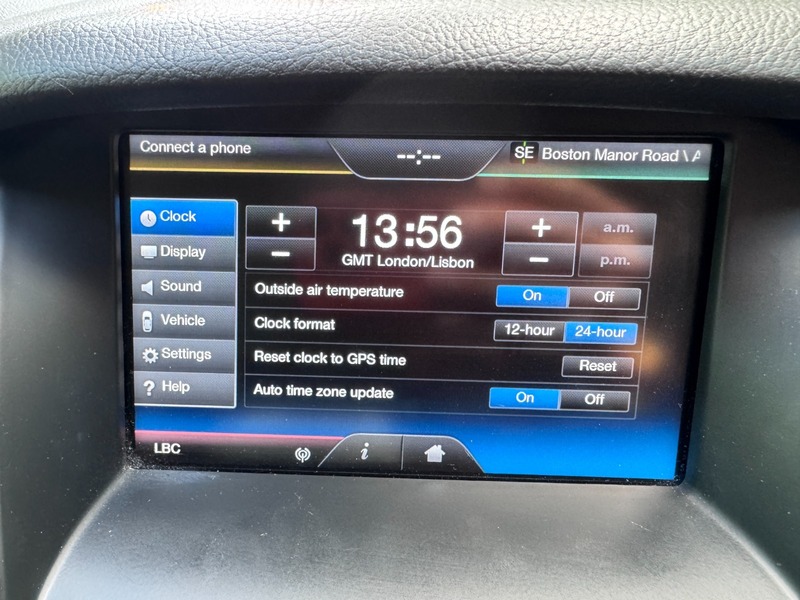 Connect a phone
--:--
SE Boston Manor Road \ A
Clock
Display
Sound
Vehicle
Settings
Help
+ 13:56 + a.m.
− GMT London/Lisbon − p.m.
Outside air temperature On Off
Clock format 12-hour 24-hour
Reset clock to GPS time Reset
Auto time zone update On Off
LBC i